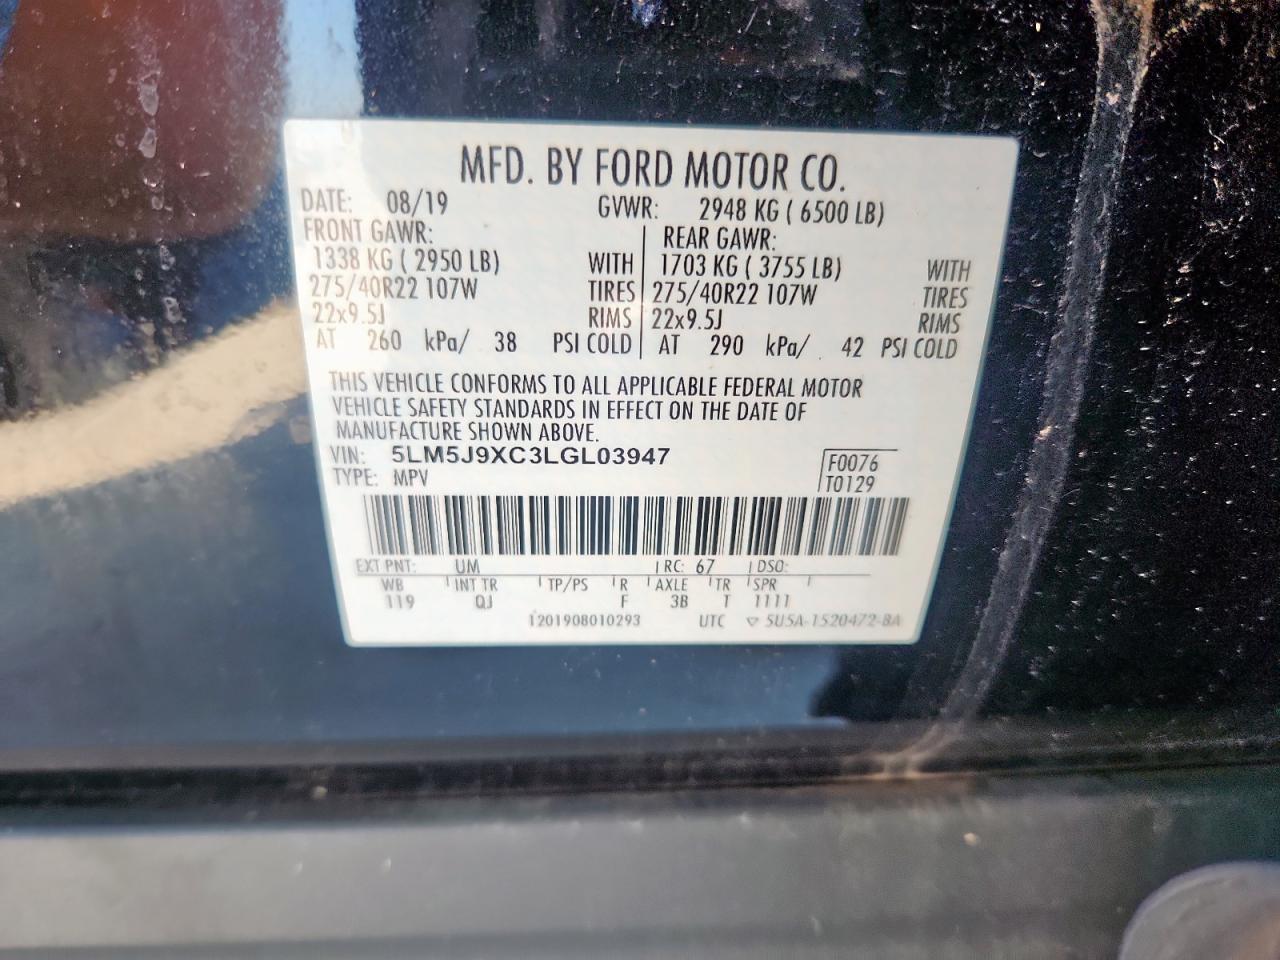 MFD. BY FORD MOTOR CO.
DATE: 08/19 GVWR: 2948 KG ( 6500 LB)
FRONT GAWR: REAR GAWR:
1338 KG ( 2950 LB) WITH 1703 KG ( 3755 LB) WITH
275/40R22 107W TIRES 275/40R22 107W TIRES
22x9.5J RIMS 22x9.5J RIMS
AT 260 kPa/ 38 PSI COLD AT 290 kPa/ 42 PSI COLD
THIS VEHICLE CONFORMS TO ALL APPLICABLE FEDERAL MOTOR
VEHICLE SAFETY STANDARDS IN EFFECT ON THE DATE OF
MANUFACTURE SHOWN ABOVE.
VIN: 5LM5J9XC3LGL03947 F0076
TYPE: MPV T0129
EXT PNT: UM RC: 67 DSO:
WB INT TR TP/PS R AXLE TR SPR
119 QJ F 3B T 1111
1201908010293 UTC ▽ 5U5A-1520472-BA